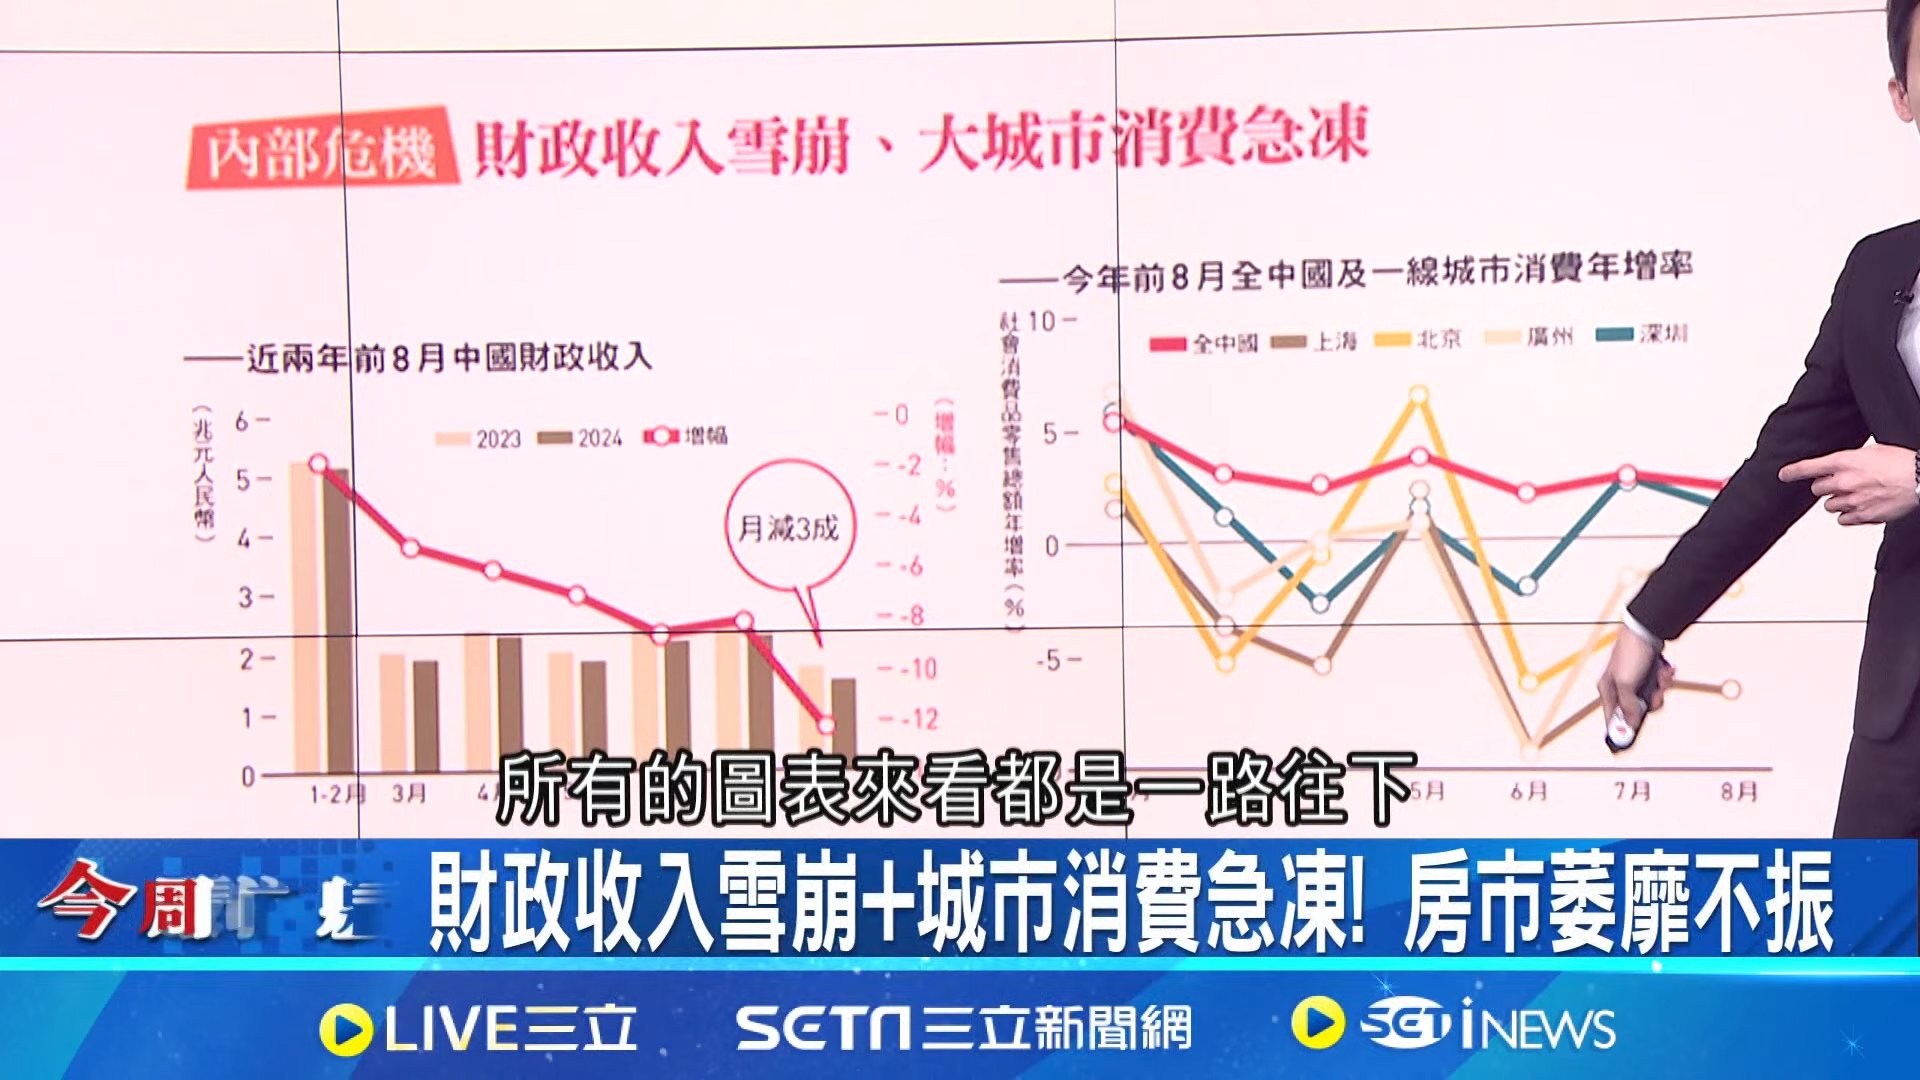 內部危機 財政收入雪崩、大城市消費急凍
近兩年前8月中國財政收入
(兆元人民幣)
6
5
4
3
2
1
0
2023 2024 增幅
月減3成
0
-2
-4
-6
-8
-10
-12
(增幅:%)
1-2月 3月
今年前8月全中國及一線城市消費年增率
社會消費品零售總額年增率(%)
10
5
0
-5
全中國 上海 北京 廣州 深圳
5月 6月 7月 8月
所有的圖表來看都是一路往下
今周
財政收入雪崩+城市消費急凍! 房市萎靡不振
LIVE三立 SETN三立新聞網 SETiNEWS